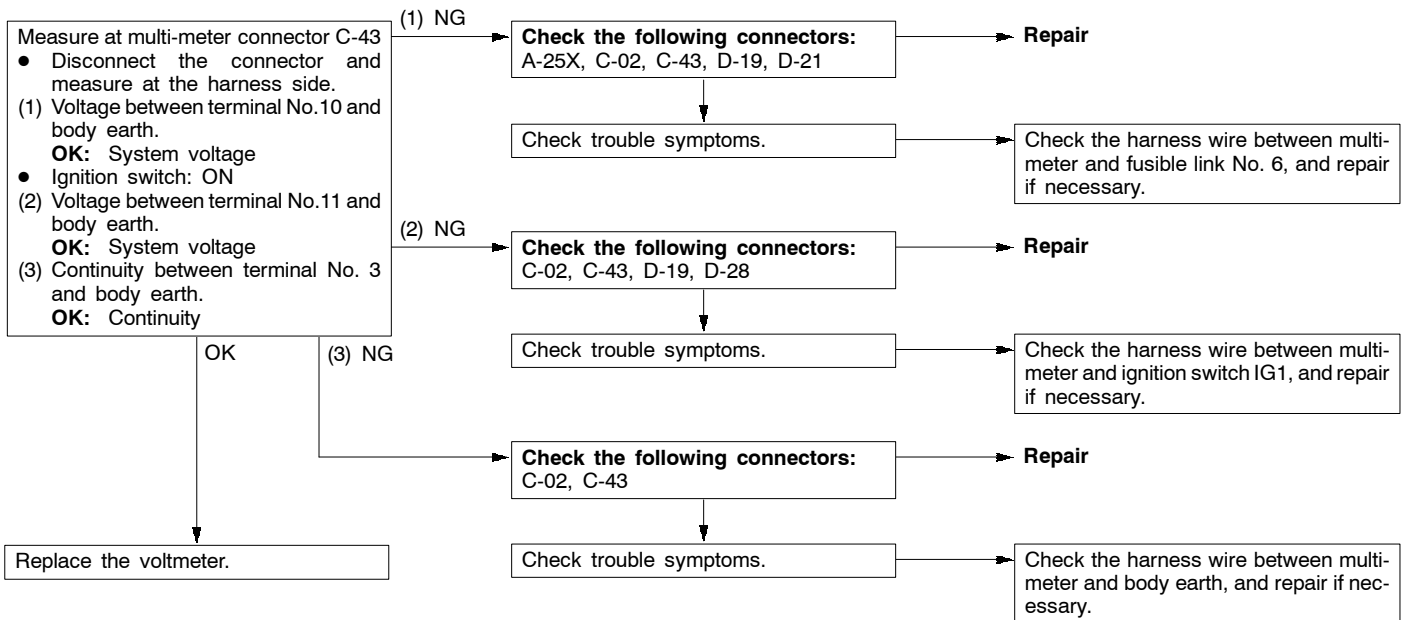 Measure at multi-meter connector C-43
● Disconnect the connector and
measure at the harness side.
(1) Voltage between terminal No.10 and
body earth.
OK: System voltage
● Ignition switch: ON
(2) Voltage between terminal No.11 and
body earth.
OK: System voltage
(3) Continuity between terminal No. 3
and body earth.
OK: Continuity
(1) NG
Check the following connectors:
A-25X, C-02, C-43, D-19, D-21
Repair
Check trouble symptoms.
Check the harness wire between multi-
meter and fusible link No. 6, and repair
if necessary.
(2) NG
Check the following connectors:
C-02, C-43, D-19, D-28
Repair
Check trouble symptoms.
Check the harness wire between multi-
meter and ignition switch IG1, and repair
if necessary.
OK
(3) NG
Check the following connectors:
C-02, C-43
Repair
Replace the voltmeter.
Check trouble symptoms.
Check the harness wire between multi-
meter and body earth, and repair if nec-
essary.